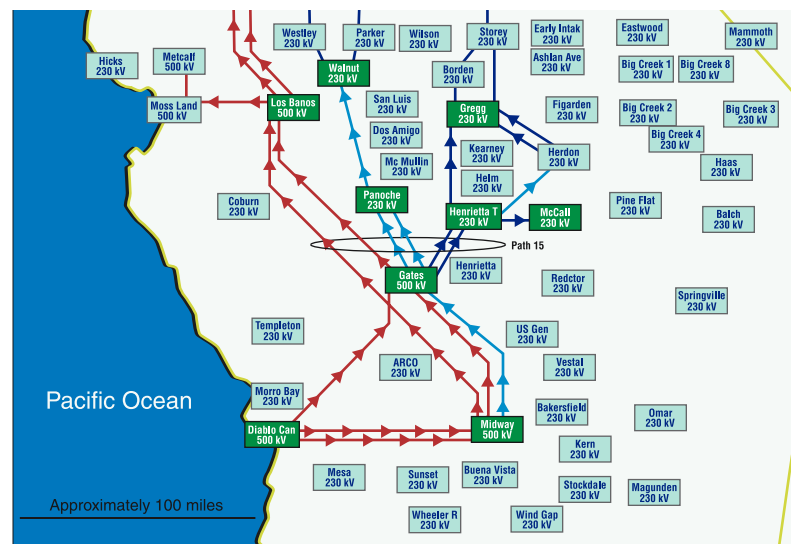 Westley
230 kV
Parker
230 kV
Wilson
230 kV
Storey
230 kV
Early Intak
230 kV
Eastwood
230 kV
Mammoth
230 kV
Hicks
230 kV
Metcalf
500 kV
Walnut
230 kV
Borden
230 kV
Ashlan Ave
230 kV
Big Creek 1
230 kV
Big Creek 8
230 kV
Moss Land
500 kV
Los Banos
500 kV
San Luis
230 kV
Gregg
230 kV
Figarden
230 kV
Big Creek 2
230 kV
Big Creek 3
230 kV
Dos Amigo
230 kV
Big Creek 4
230 kV
Mc Mullin
230 kV
Kearney
230 kV
Herdon
230 kV
Haas
230 kV
Helm
230 kV
Coburn
230 kV
Panoche
230 kV
Henrietta T
230 kV
McCall
230 kV
Pine Flat
230 kV
Balch
230 kV
Path 15
Gates
500 kV
Henrietta
230 kV
Redctor
230 kV
Springville
230 kV
Templeton
230 kV
US Gen
230 kV
ARCO
230 kV
Vestal
230 kV
Pacific Ocean
Morro Bay
230 kV
Bakersfield
230 kV
Omar
230 kV
Diablo Can
500 kV
Midway
500 kV
Kern
230 kV
Mesa
230 kV
Sunset
230 kV
Buena Vista
230 kV
Stockdale
230 kV
Magunden
230 kV
Approximately 100 miles
Wheeler R
230 kV
Wind Gap
230 kV